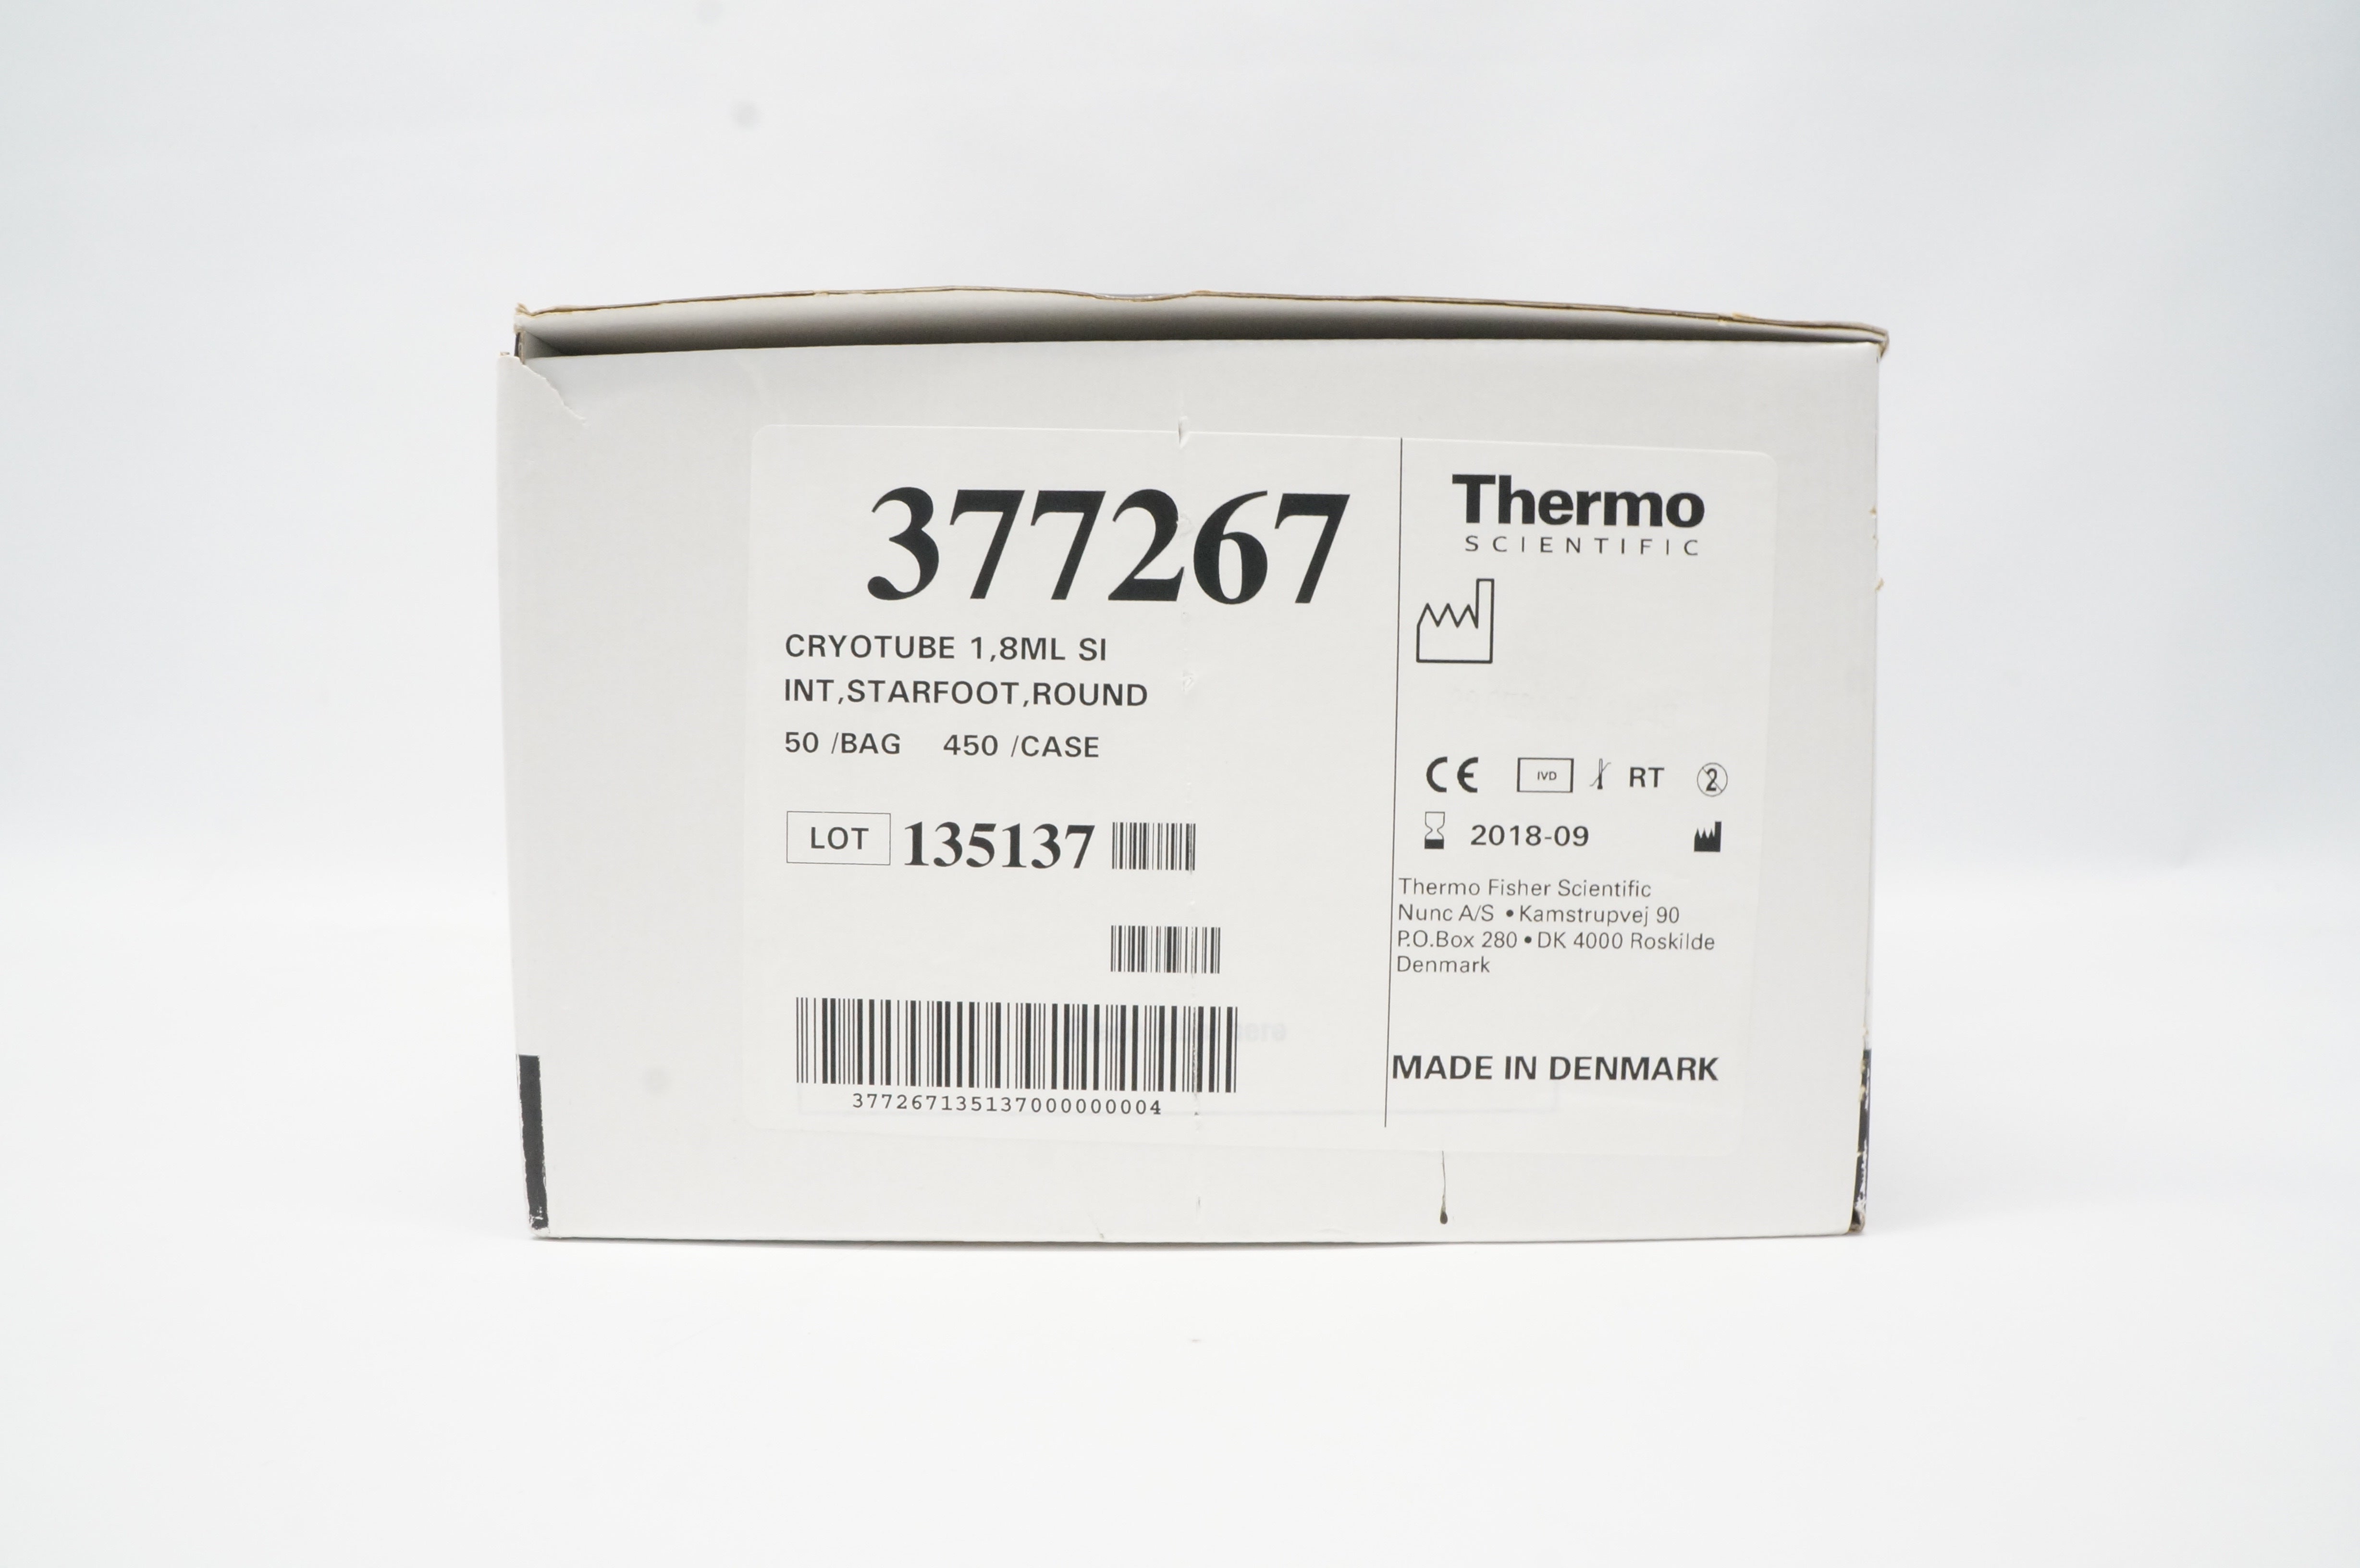 377267
CRYOTUBE 1,8ML SI
INT,STARFOOT,ROUND
50 /BAG 450 /CASE
LOT 135137
377267135137000000004
Thermo
SCIENTIFIC
CE IVD RT 2
2018-09
Thermo Fisher Scientific
Nunc A/S • Kamstrupvej 90
P.O.Box 280 • DK 4000 Roskilde
Denmark
MADE IN DENMARK